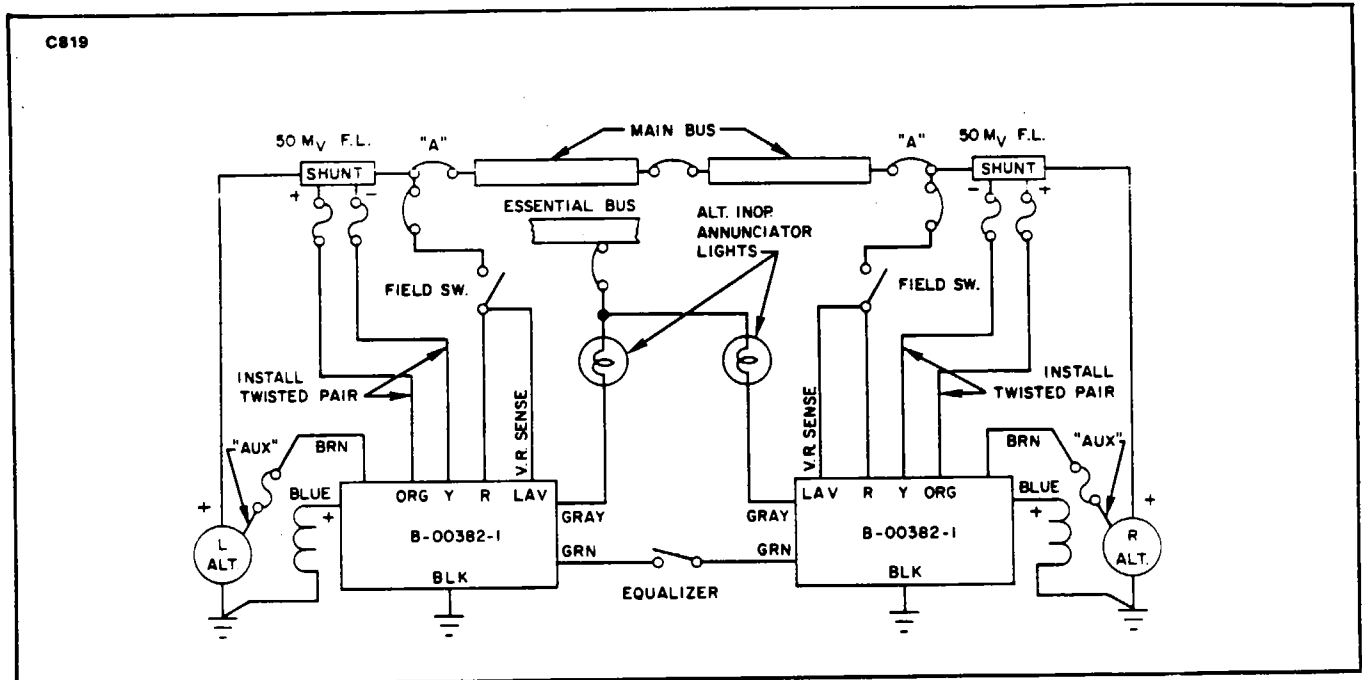 C819
50 MV F.L.
"A"
MAIN BUS
"A"
50 MV F.L.
SHUNT
SHUNT
+
-
-
+
ESSENTIAL BUS
ALT. INOP.
ANNUNCIATOR
LIGHTS
FIELD SW.
FIELD SW.
INSTALL
TWISTED PAIR
INSTALL
TWISTED PAIR
V.R. SENSE
V.R. SENSE
"AUX"
BRN
BRN
"AUX"
BLUE
+
ORG Y R LAV
LAV R Y ORG
BLUE
+
+
L
ALT.
B-00382-1
GRAY
GRAY
B-00382-1
+
R
ALT.
GRN
GRN
BLK
BLK
EQUALIZER